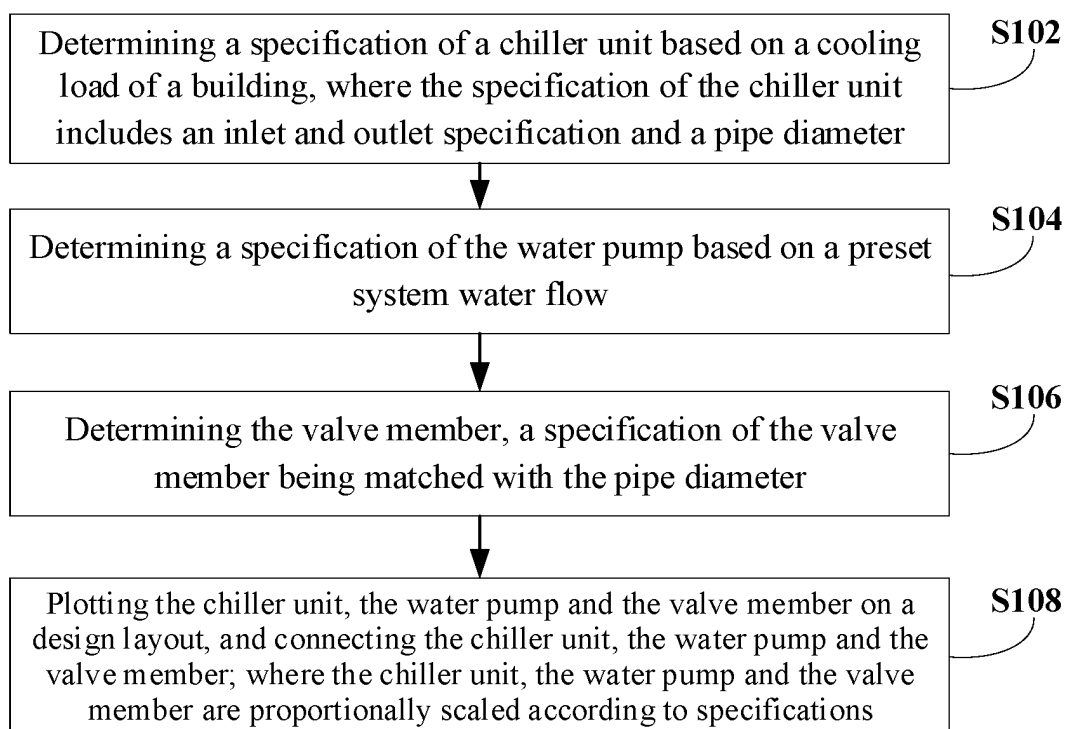 Determining a specification of a chiller unit based on a cooling
load of a building, where the specification of the chiller unit
includes an inlet and outlet specification and a pipe diameter
S102
Determining a specification of the water pump based on a preset
system water flow
S104
Determining the valve member, a specification of the valve
member being matched with the pipe diameter
S106
Plotting the chiller unit, the water pump and the valve member on a
design layout, and connecting the chiller unit, the water pump and the
valve member; where the chiller unit, the water pump and the valve
member are proportionally scaled according to specifications
S108